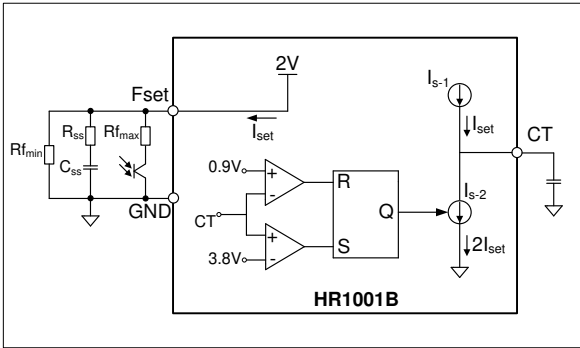 Fset
2V
Is-1
Iset
Iset
CT
Rfmin
Rss
Rfmax
Css
0.9V
+
-
R
Is-2
GND
CT
Q
+
-
S
3.8V
2Iset
HR1001B